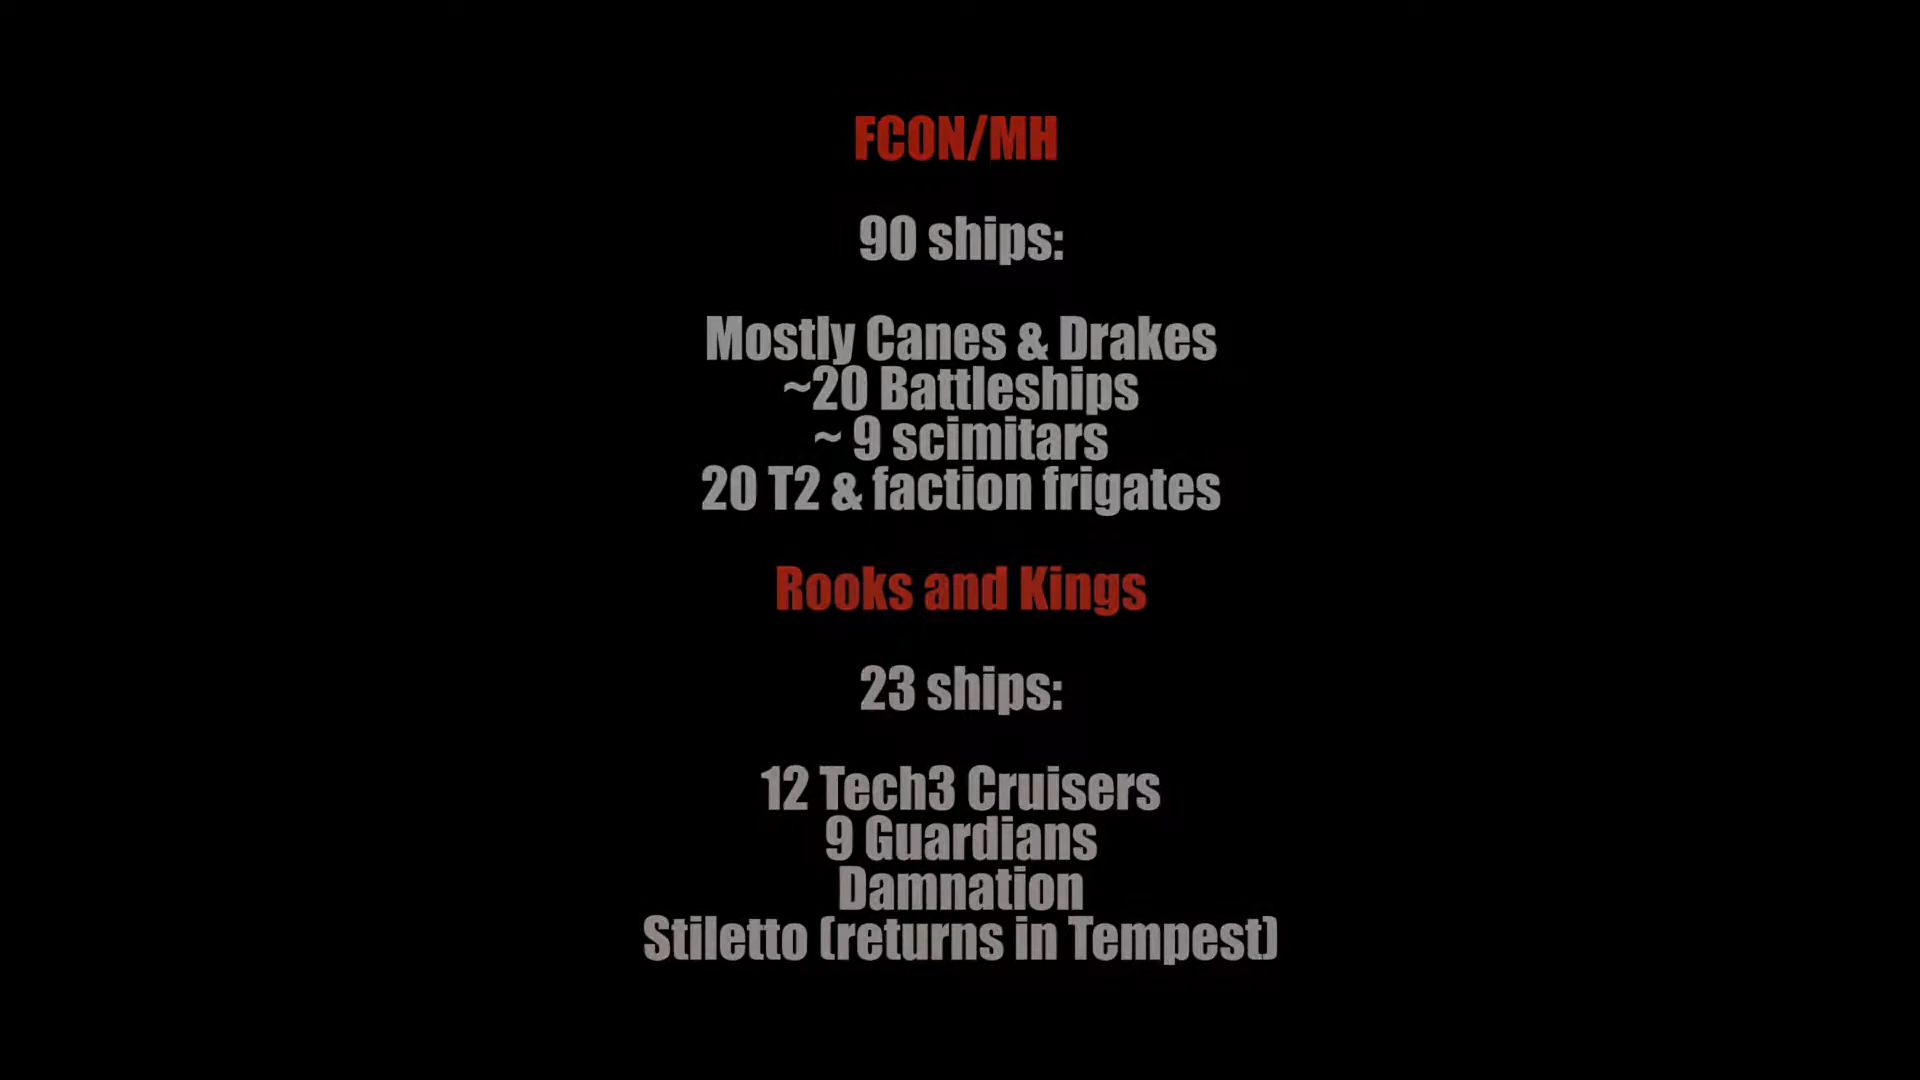 FCON/MH
90 ships:
Mostly Canes & Drakes
~20 Battleships
~ 9 scimitars
20 T2 & faction frigates
Rooks and Kings
23 ships:
12 Tech3 Cruisers
9 Guardians
Damnation
Stiletto (returns in Tempest)